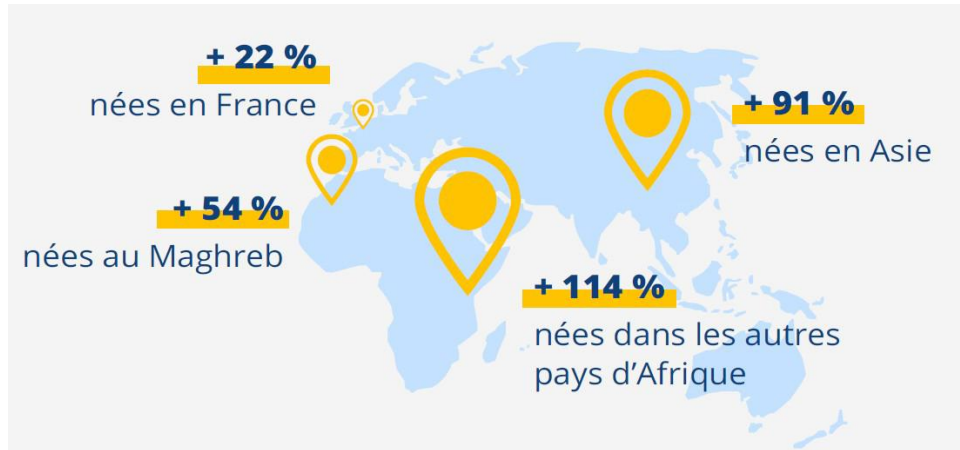 + 22 %
nées en France
+ 91 %
nées en Asie
+ 54 %
nées au Maghreb
+ 114 %
nées dans les autres
pays d’Afrique